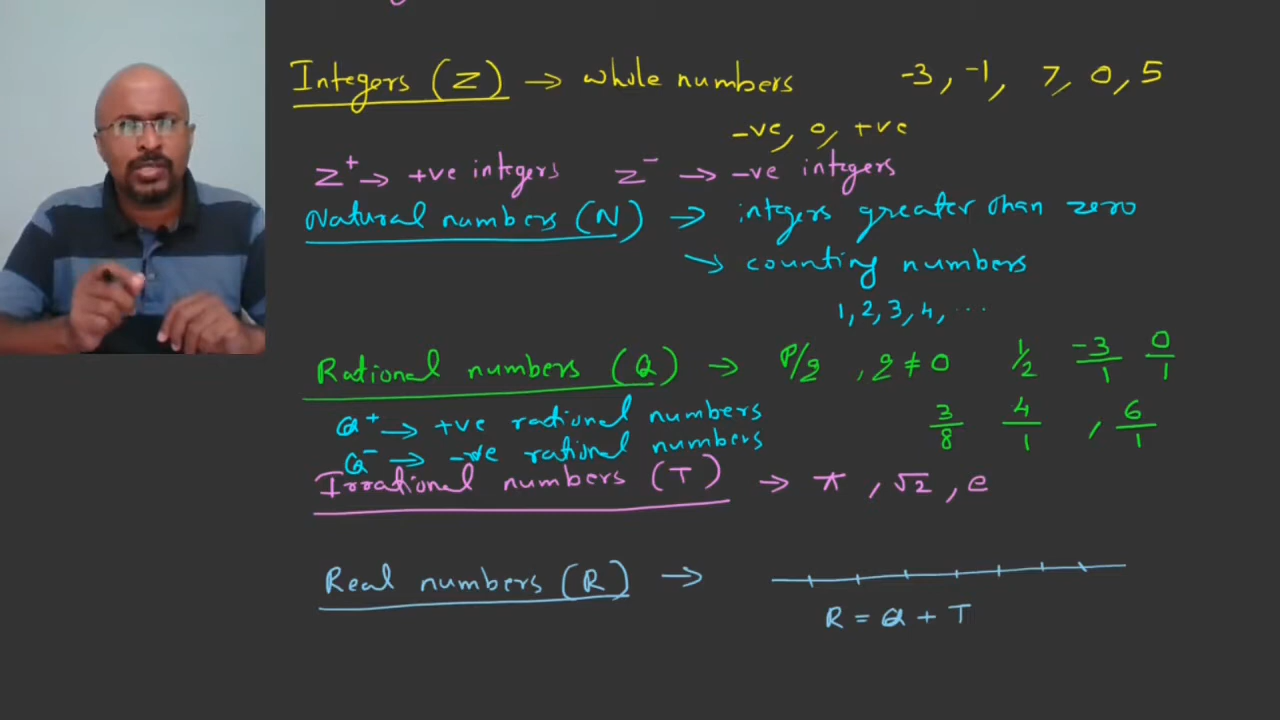 Integers (Z) → whole numbers -3, -1, 7, 0, 5
-ve, 0, +ve
Z⁺ → +ve integers Z⁻ → -ve integers
Natural numbers (N) → integers greater than zero
→ counting numbers
1, 2, 3, 4, ...
Rational numbers (Q) → P/q , q ≠ 0 1/2 -3/1 0/1
Q⁺ → +ve rational numbers 3/8 4/1 , 6/1
Q⁻ → -ve rational numbers
Irrational numbers (T) → π , √2 , e
Real numbers (R) →
R = Q + T